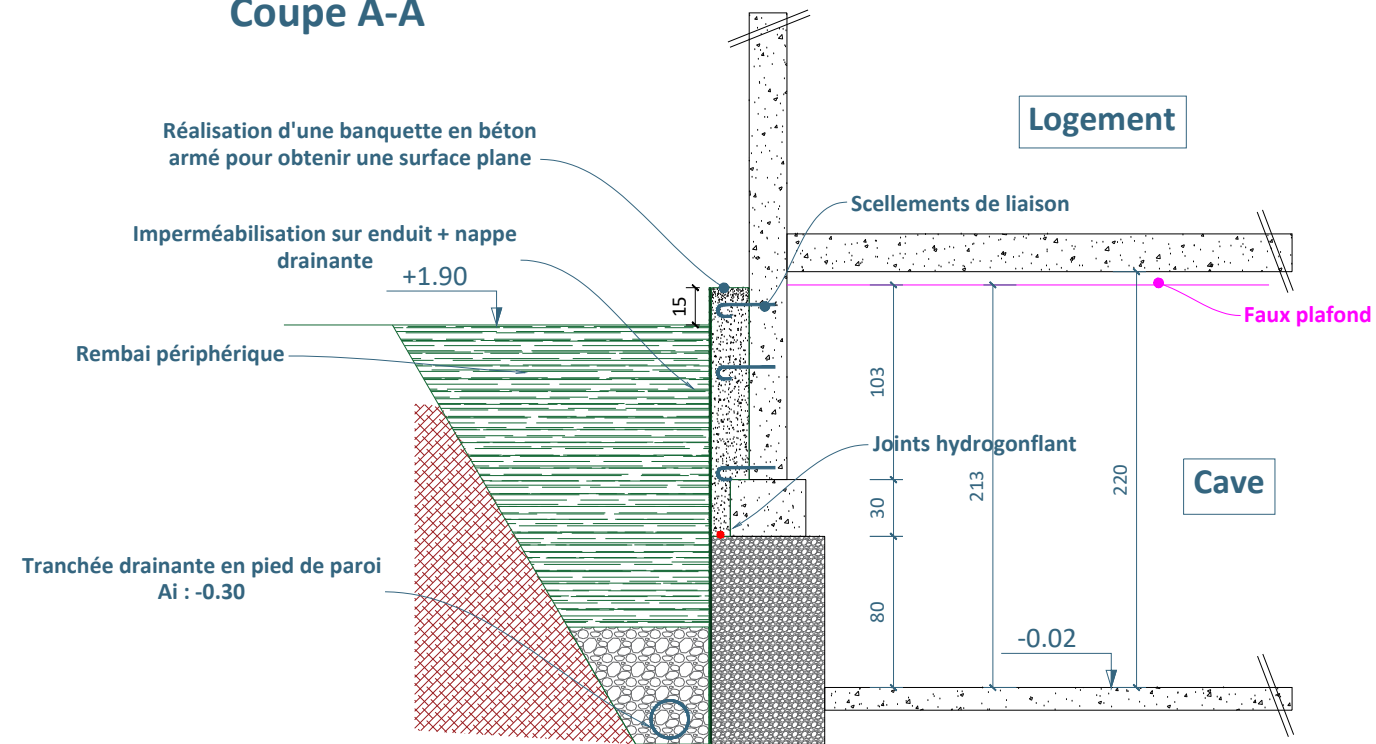 Coupe A-A
Réalisation d'une banquette en béton
armé pour obtenir une surface plane
Logement
Scellements de liaison
Imperméabilisation sur enduit + nappe
drainante
+1.90
15
Faux plafond
Rembai périphérique
103
Joints hydrogonflant
213
220
Cave
30
Tranchée drainante en pied de paroi
Ai : -0.30
80
-0.02